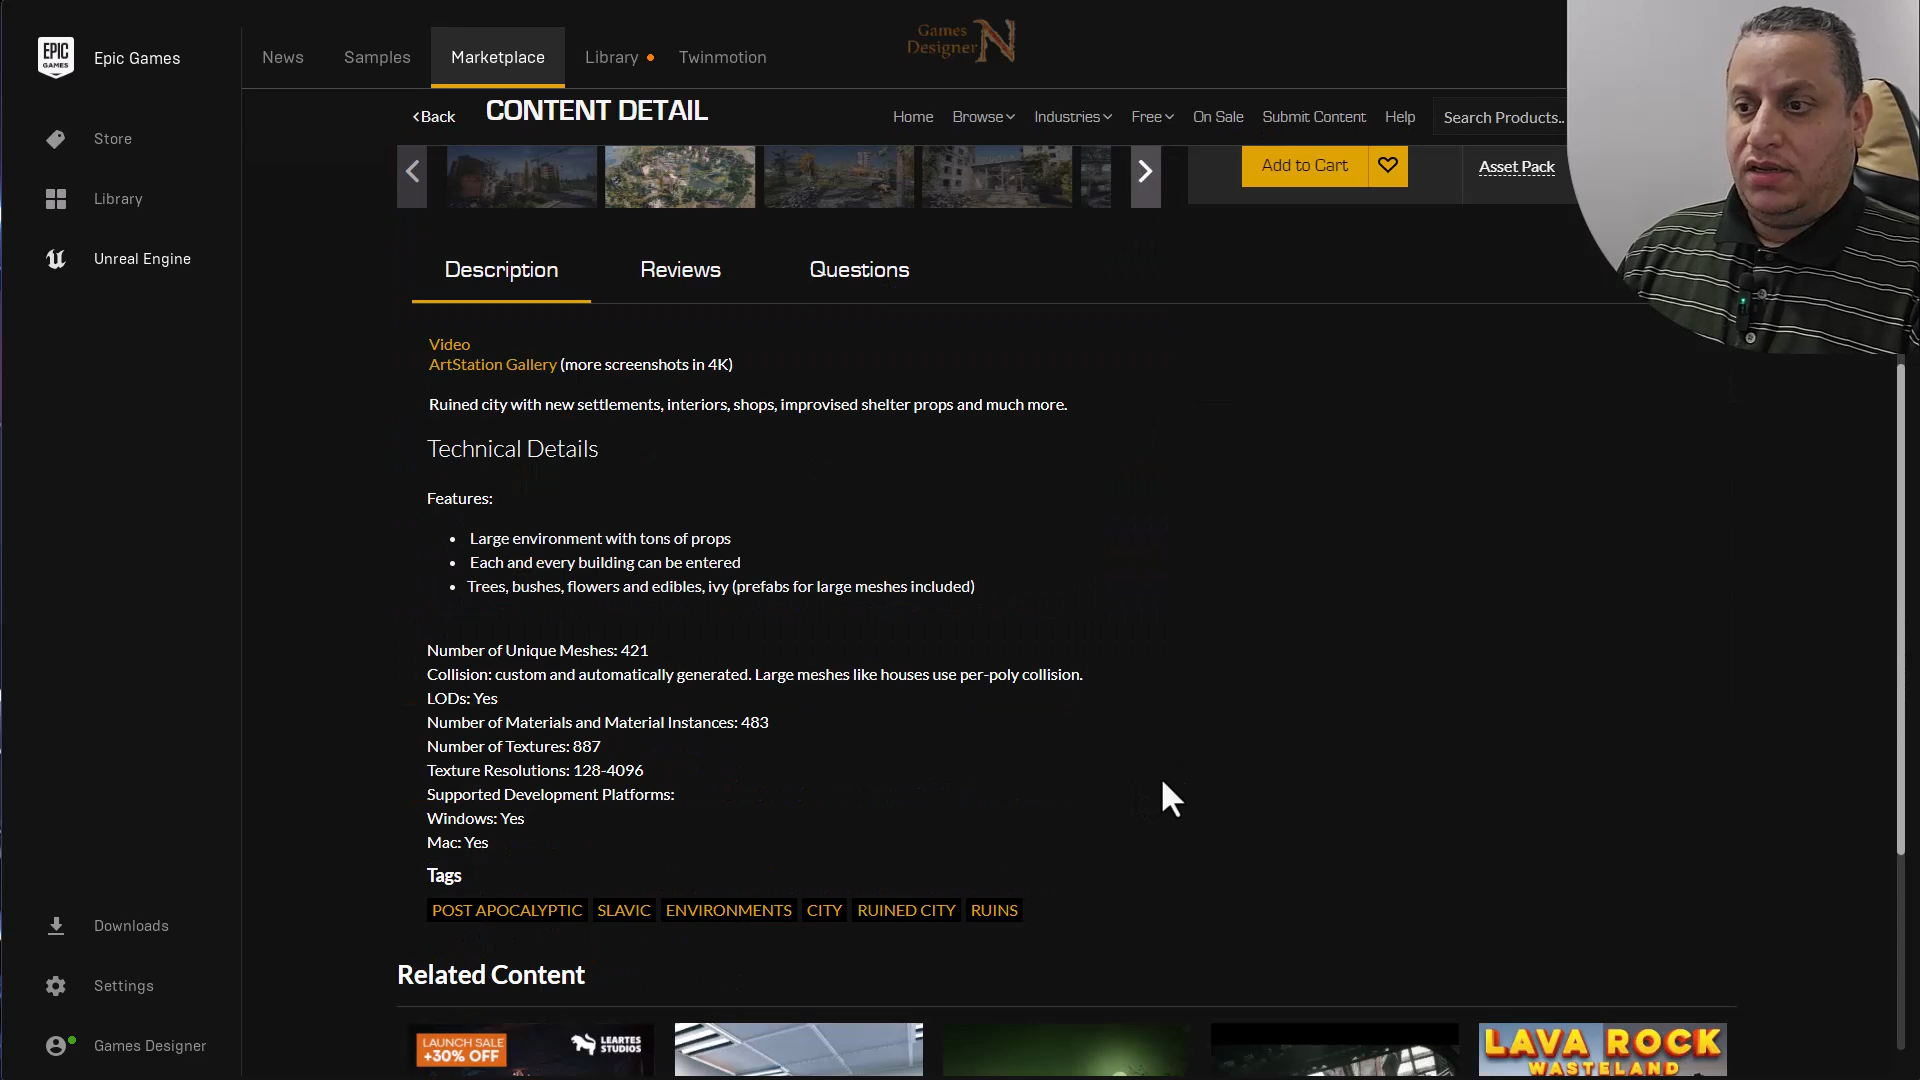 EPIC GAMES
Epic Games
Store
Library
Unreal Engine
Downloads
Settings
Games Designer
News
Samples
Marketplace
Library
Twinmotion
Games
Designer N
Back
CONTENT DETAIL
Home
Browse
Industries
Free
On Sale
Submit Content
Help
Search Products..
Add to Cart
Asset Pack
Description
Reviews
Questions
Video
ArtStation Gallery (more screenshots in 4K)
Ruined city with new settlements, interiors, shops, improvised shelter props and much more.
Technical Details
Features:
• Large environment with tons of props
• Each and every building can be entered
• Trees, bushes, flowers and edibles, ivy (prefabs for large meshes included)
Number of Unique Meshes: 421
Collision: custom and automatically generated. Large meshes like houses use per-poly collision.
LODs: Yes
Number of Materials and Material Instances: 483
Number of Textures: 887
Texture Resolutions: 128-4096
Supported Development Platforms:
Windows: Yes
Mac: Yes
Tags
POST APOCALYPTIC
SLAVIC
ENVIRONMENTS
CITY
RUINED CITY
RUINS
Related Content
LAUNCH SALE
+30% OFF
LEARTES
STUDIOS
LAVA ROCK
WASTELAND